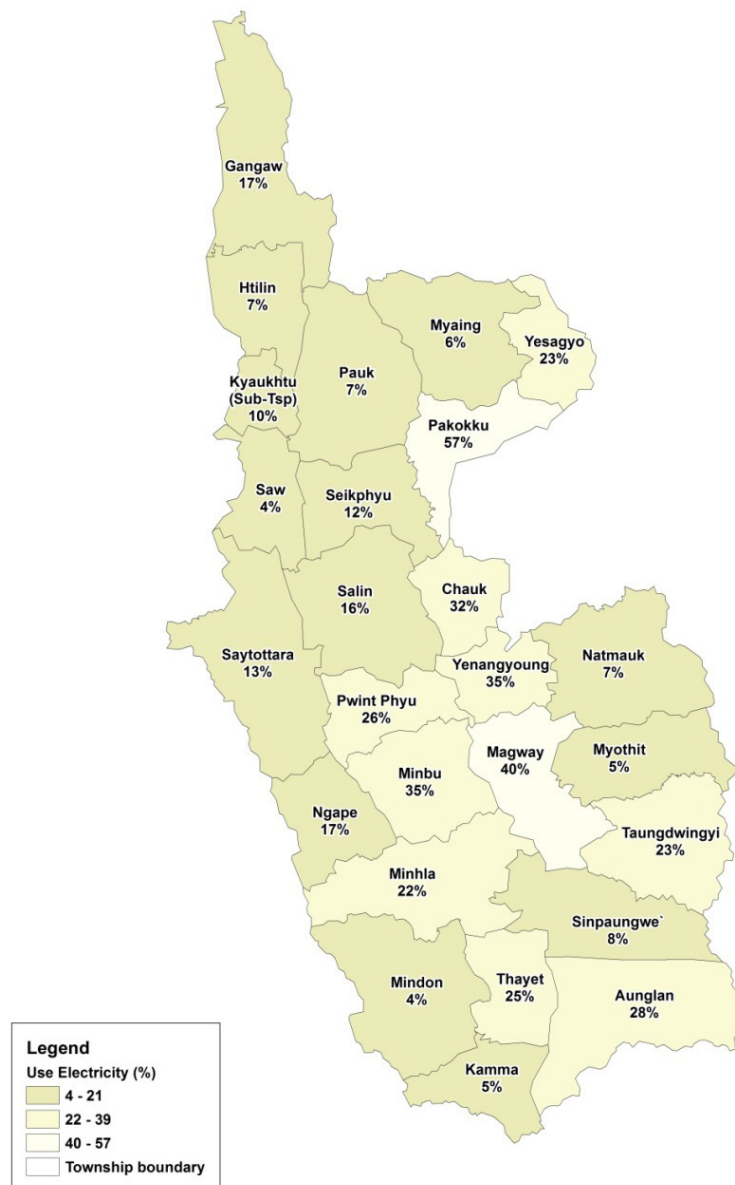 Gangaw
17%
Htilin
7%
Myaing
6%
Yesagyo
23%
Pauk
7%
Kyaukhtu
(Sub-Tsp)
10%
Pakokku
57%
Saw
4%
Seikphyu
12%
Salin
16%
Chauk
32%
Saytottara
13%
Natmauk
7%
Yenangyoung
35%
Pwint Phyu
26%
Magway
40%
Myothit
5%
Minbu
35%
Ngape
17%
Taungdwingyi
23%
Minhla
22%
Sinpaungwe`
8%
Mindon
4%
Thayet
25%
Aunglan
28%
Kamma
5%
Legend
Use Electricity (%)
4 - 21
22 - 39
40 - 57
Township boundary